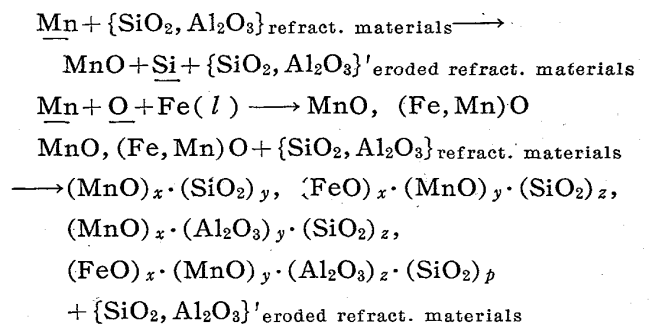 Mn + {SiO₂, Al₂O₃} refract. materials ⟶
MnO + Si + {SiO₂, Al₂O₃}′ eroded refract. materials
Mn + O + Fe(l) ⟶ MnO, (Fe, Mn)O
MnO, (Fe, Mn)O + {SiO₂, Al₂O₃} refract. materials
⟶ (MnO)x·(SiO₂)y, (FeO)x·(MnO)y·(SiO₂)z,
(MnO)x·(Al₂O₃)y·(SiO₂)z,
(FeO)x·(MnO)y·(Al₂O₃)z·(SiO₂)p
+ {SiO₂, Al₂O₃}′ eroded refract. materials